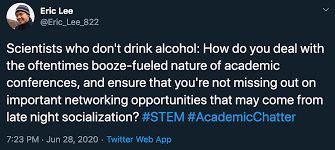 Eric Lee
@Eric_Lee_822
Scientists who don't drink alcohol: How do you deal with
the oftentimes booze-fueled nature of academic
conferences, and ensure that you're not missing out on
important networking opportunities that may come from
late night socialization? #STEM #AcademicChatter
7:23 PM · Jun 28, 2020 · Twitter Web App